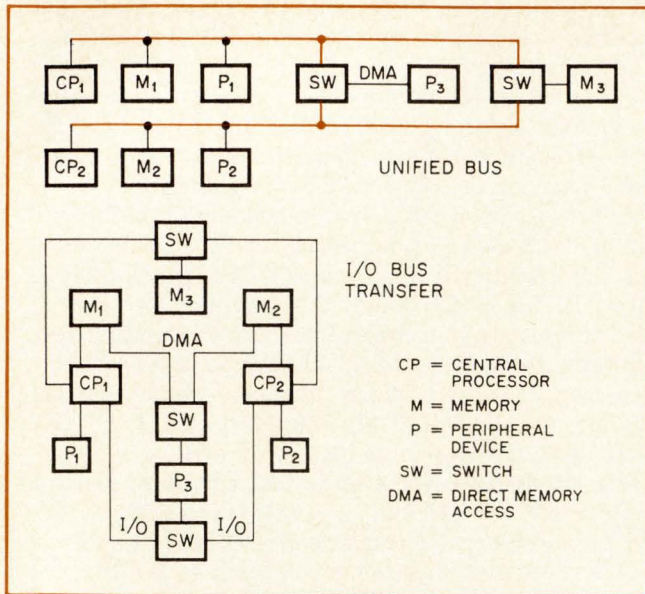 CP₁ M₁ P₁ SW DMA P₃ SW M₃
CP₂ M₂ P₂
UNIFIED BUS
SW
I/O BUS
TRANSFER
M₃
M₁ M₂
DMA
CP₁ CP₂
SW
P₁ P₂
P₃
I/O I/O
SW
CP = CENTRAL
PROCESSOR
M = MEMORY
P = PERIPHERAL
DEVICE
SW = SWITCH
DMA = DIRECT MEMORY
ACCESS